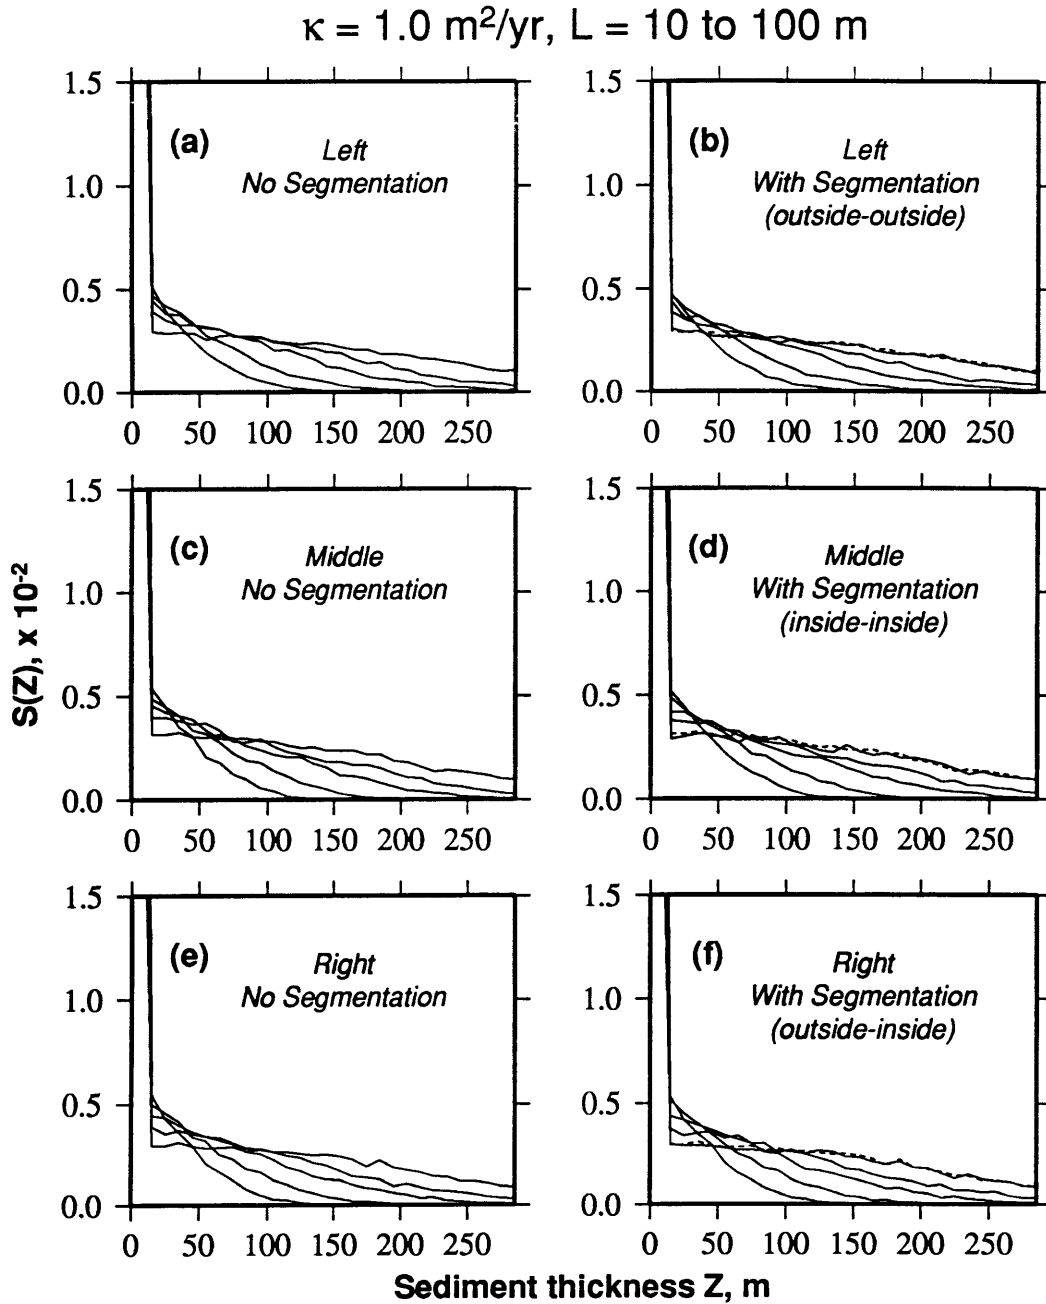 κ = 1.0 m²/yr, L = 10 to 100 m
1.5
1.0
0.5
0.0
(a)
Left
No Segmentation
0 50 100 150 200 250
1.5
1.0
0.5
0.0
(b)
Left
With Segmentation
(outside-outside)
0 50 100 150 200 250
S(Z), x 10⁻²
1.5
1.0
0.5
0.0
(c)
Middle
No Segmentation
0 50 100 150 200 250
1.5
1.0
0.5
0.0
(d)
Middle
With Segmentation
(inside-inside)
0 50 100 150 200 250
1.5
1.0
0.5
0.0
(e)
Right
No Segmentation
0 50 100 150 200 250
1.5
1.0
0.5
0.0
(f)
Right
With Segmentation
(outside-inside)
0 50 100 150 200 250
Sediment thickness Z, m